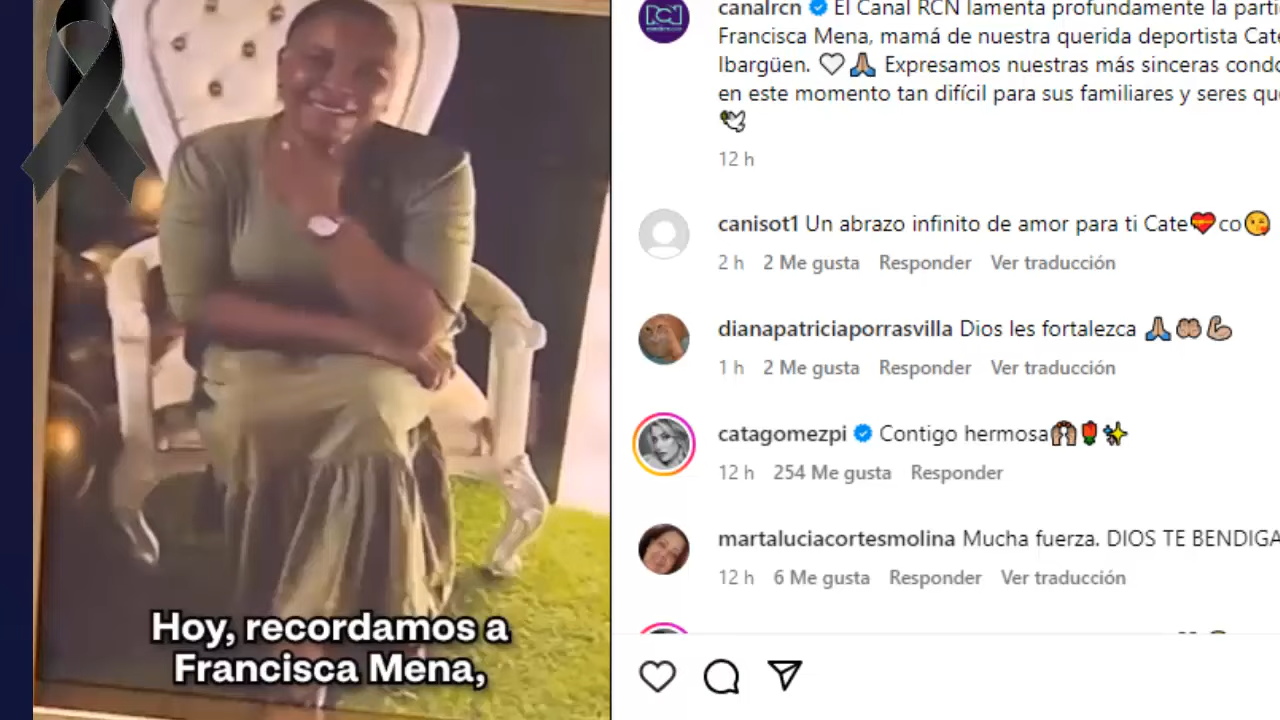 Hoy, recordamos a
Francisca Mena,
RCN
canalrcn El Canal RCN lamenta profundamente la
Francisca Mena, mamá de nuestra querida deportista
Ibargüen. 🤍🙏🏽 Expresamos nuestras más sinceras
en este momento tan difícil para sus familiares y seres
🕊️
12 h
canisot1 Un abrazo infinito de amor para ti Cate❤️co😘
2 h 2 Me gusta Responder Ver traducción
dianapatriciaporrasvilla Dios les fortalezca 🙏🏽🤲🏽💪🏽
1 h 2 Me gusta Responder Ver traducción
catagomezpi Contigo hermosa🙌🏽🌹✨
12 h 254 Me gusta Responder
martaluciacortesmolina Mucha fuerza. DIOS TE BENDIGA
12 h 6 Me gusta Responder Ver traducción